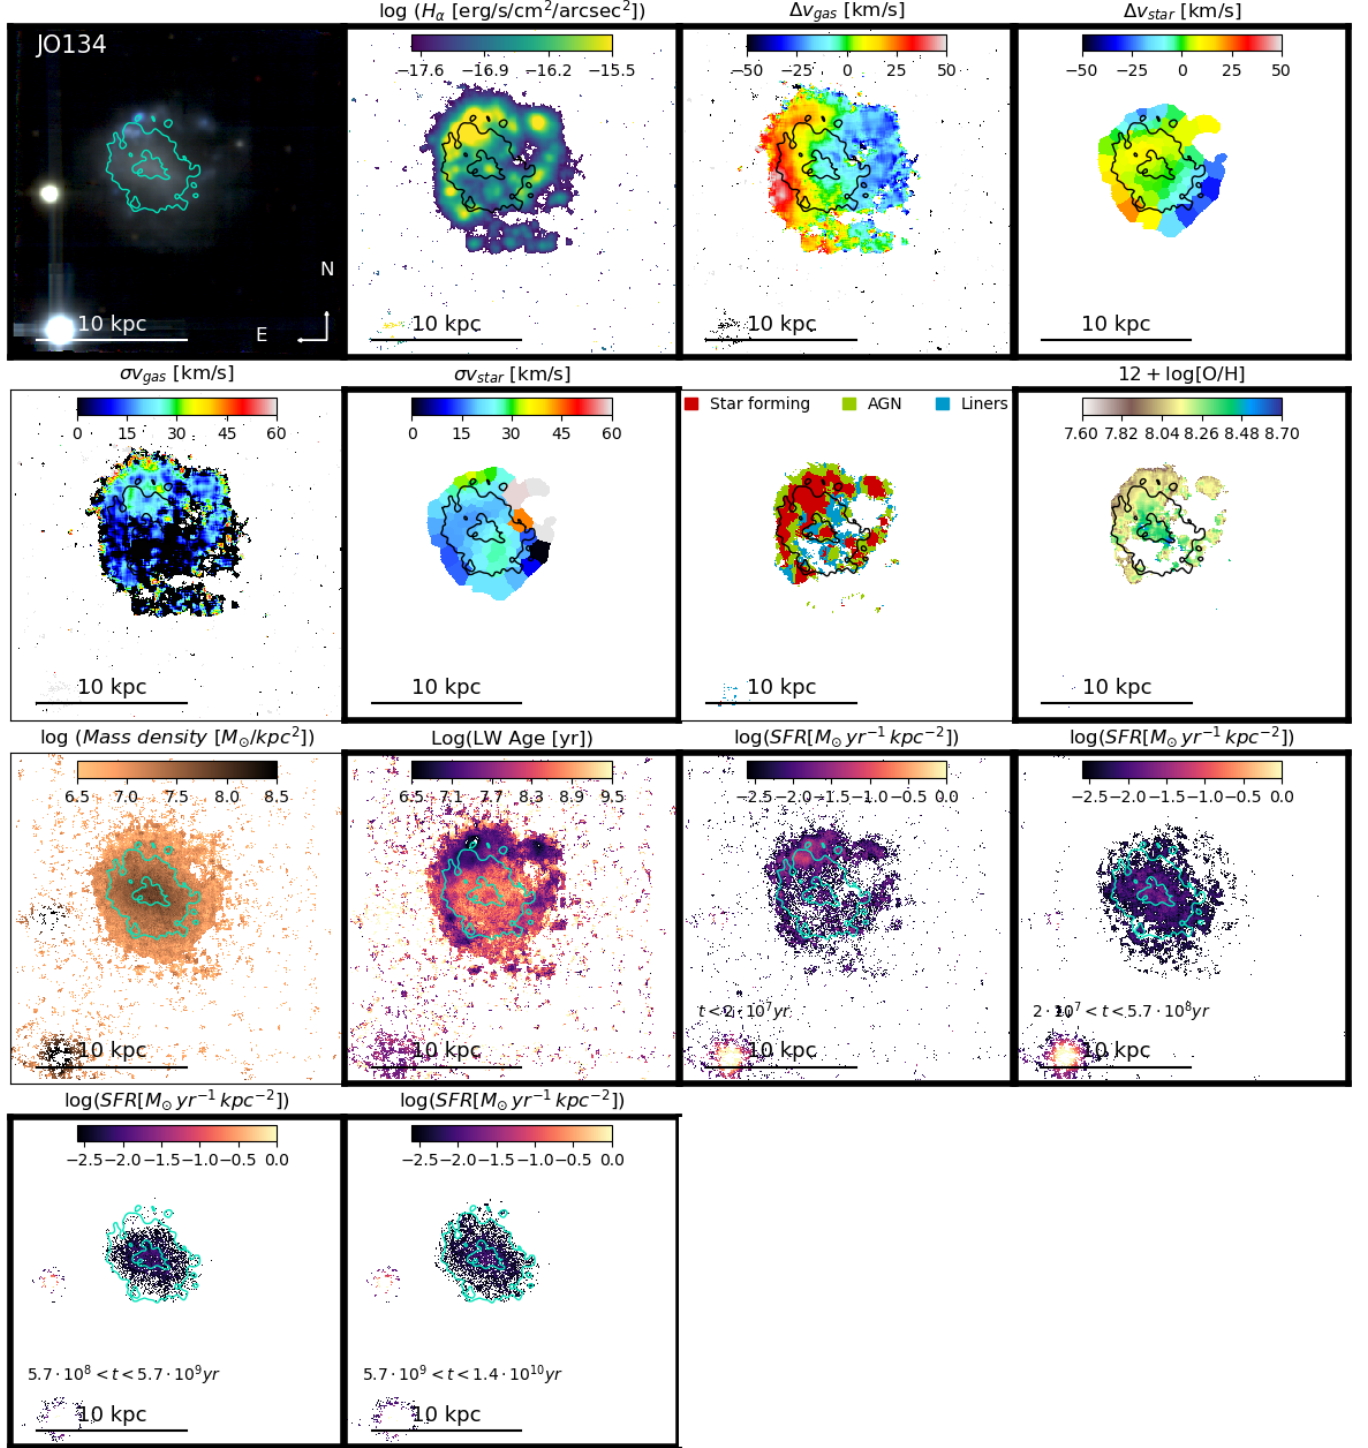 log (Hα [erg/s/cm²/arcsec²])
Δv_gas [km/s]
Δv_star [km/s]
JO134
−17.6 −16.9 −16.2 −15.5
−50 −25 0 25 50
−50 −25 0 25 50
N
E
10 kpc
10 kpc
10 kpc
10 kpc
σv_gas [km/s]
σv_star [km/s]
12 + log[O/H]
0 15 30 45 60
0 15 30 45 60
Star forming AGN Liners
7.60 7.82 8.04 8.26 8.48 8.70
10 kpc
10 kpc
10 kpc
10 kpc
log (Mass density [M⊙/kpc²])
Log(LW Age [yr])
log(SFR[M⊙ yr⁻¹ kpc⁻²])
log(SFR[M⊙ yr⁻¹ kpc⁻²])
6.5 7.0 7.5 8.0 8.5
6.5 7.1 7.7 8.3 8.9 9.5
−2.5 −2.0 −1.5 −1.0 −0.5 0.0
−2.5 −2.0 −1.5 −1.0 −0.5 0.0
t < 2 · 10⁷yr
2 · 10⁷ < t < 5.7 · 10⁸yr
10 kpc
10 kpc
10 kpc
10 kpc
log(SFR[M⊙ yr⁻¹ kpc⁻²])
log(SFR[M⊙ yr⁻¹ kpc⁻²])
−2.5 −2.0 −1.5 −1.0 −0.5 0.0
−2.5 −2.0 −1.5 −1.0 −0.5 0.0
5.7 · 10⁸ < t < 5.7 · 10⁹yr
5.7 · 10⁹ < t < 1.4 · 10¹⁰yr
10 kpc
10 kpc